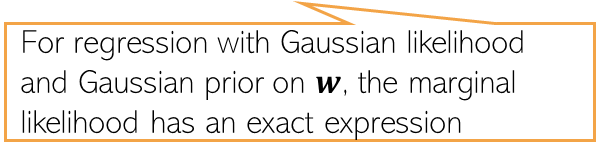 For regression with Gaussian likelihood
and Gaussian prior on 𝒘, the marginal
likelihood has an exact expression